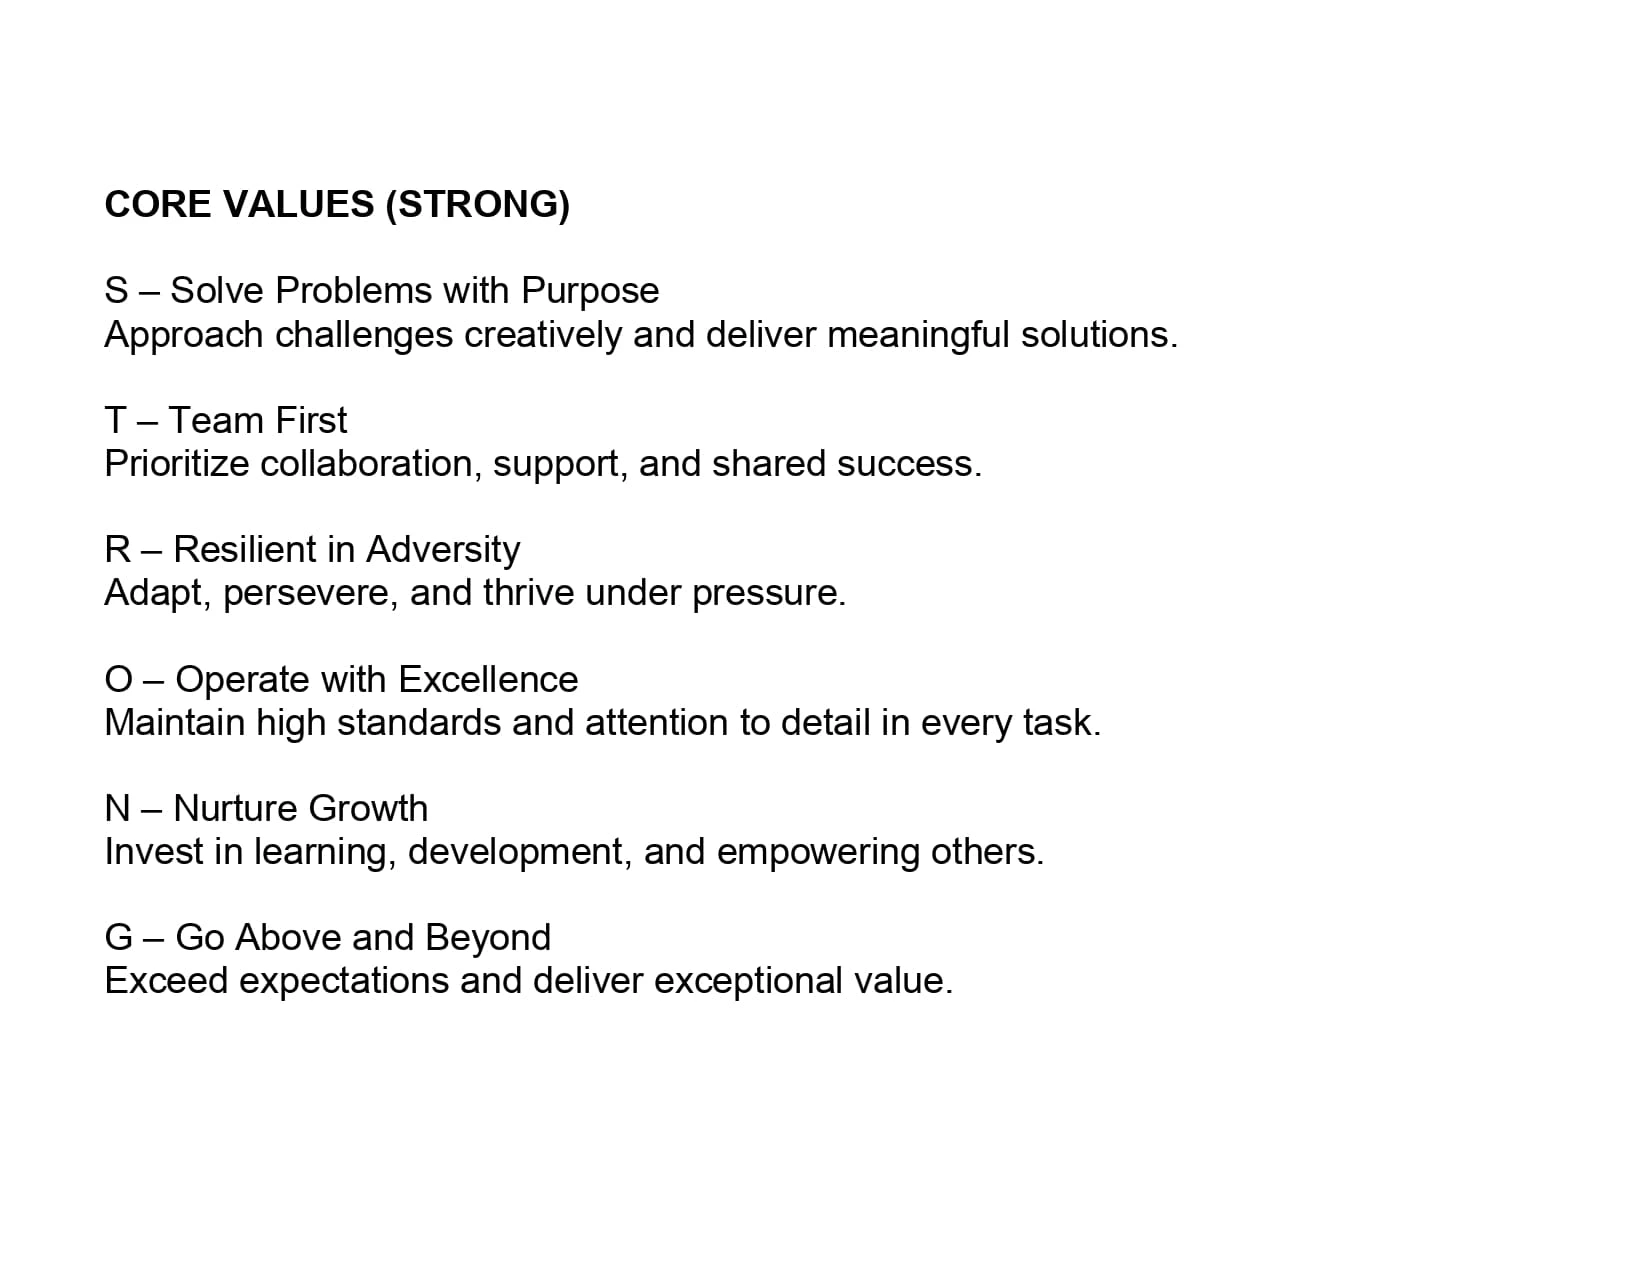 CORE VALUES (STRONG)
S – Solve Problems with Purpose
Approach challenges creatively and deliver meaningful solutions.
T – Team First
Prioritize collaboration, support, and shared success.
R – Resilient in Adversity
Adapt, persevere, and thrive under pressure.
O – Operate with Excellence
Maintain high standards and attention to detail in every task.
N – Nurture Growth
Invest in learning, development, and empowering others.
G – Go Above and Beyond
Exceed expectations and deliver exceptional value.